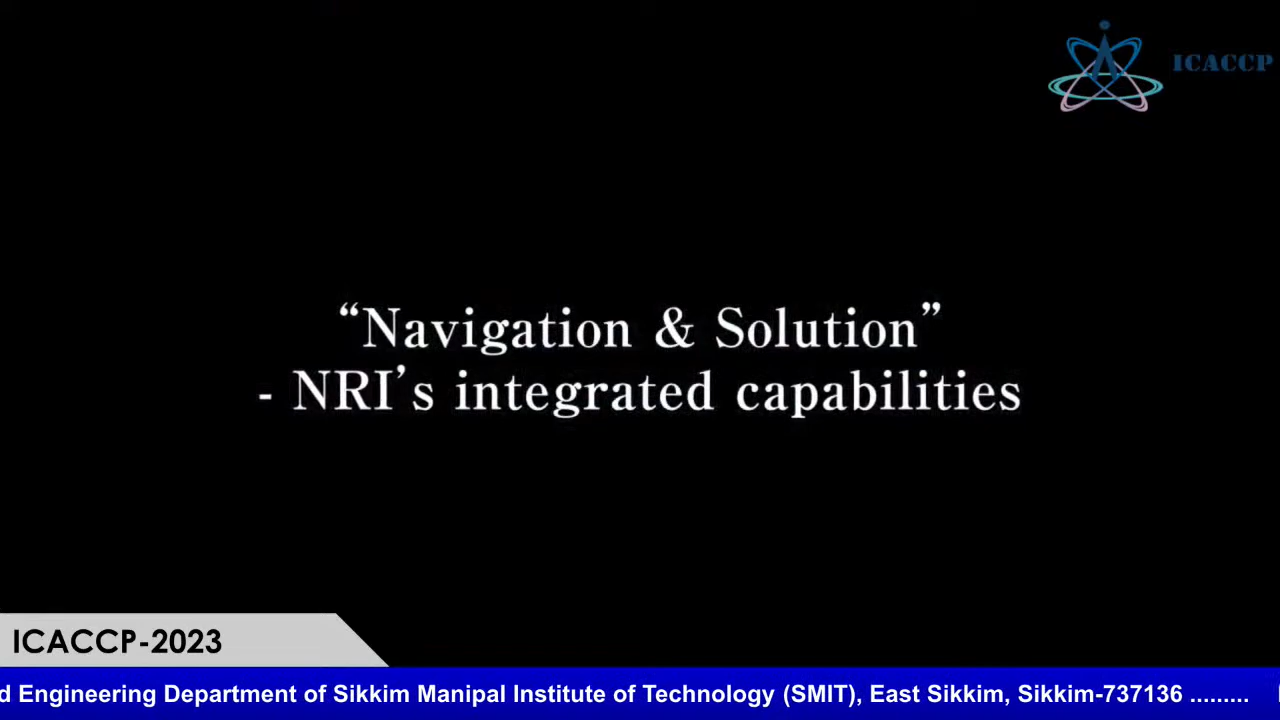 ICACCP
“Navigation & Solution”
- NRI’s integrated capabilities
ICACCP-2023
d Engineering Department of Sikkim Manipal Institute of Technology (SMIT), East Sikkim, Sikkim-737136 .........